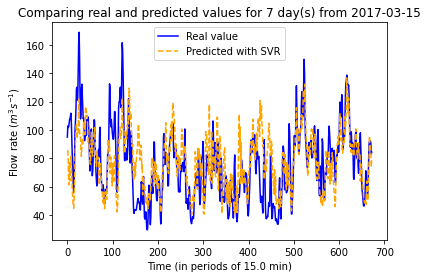 Comparing real and predicted values for 7 day(s) from 2017-03-15
Real value
Predicted with SVR
Flow rate (m³s⁻¹)
160
140
120
100
80
60
40
0 100 200 300 400 500 600 700
Time (in periods of 15.0 min)